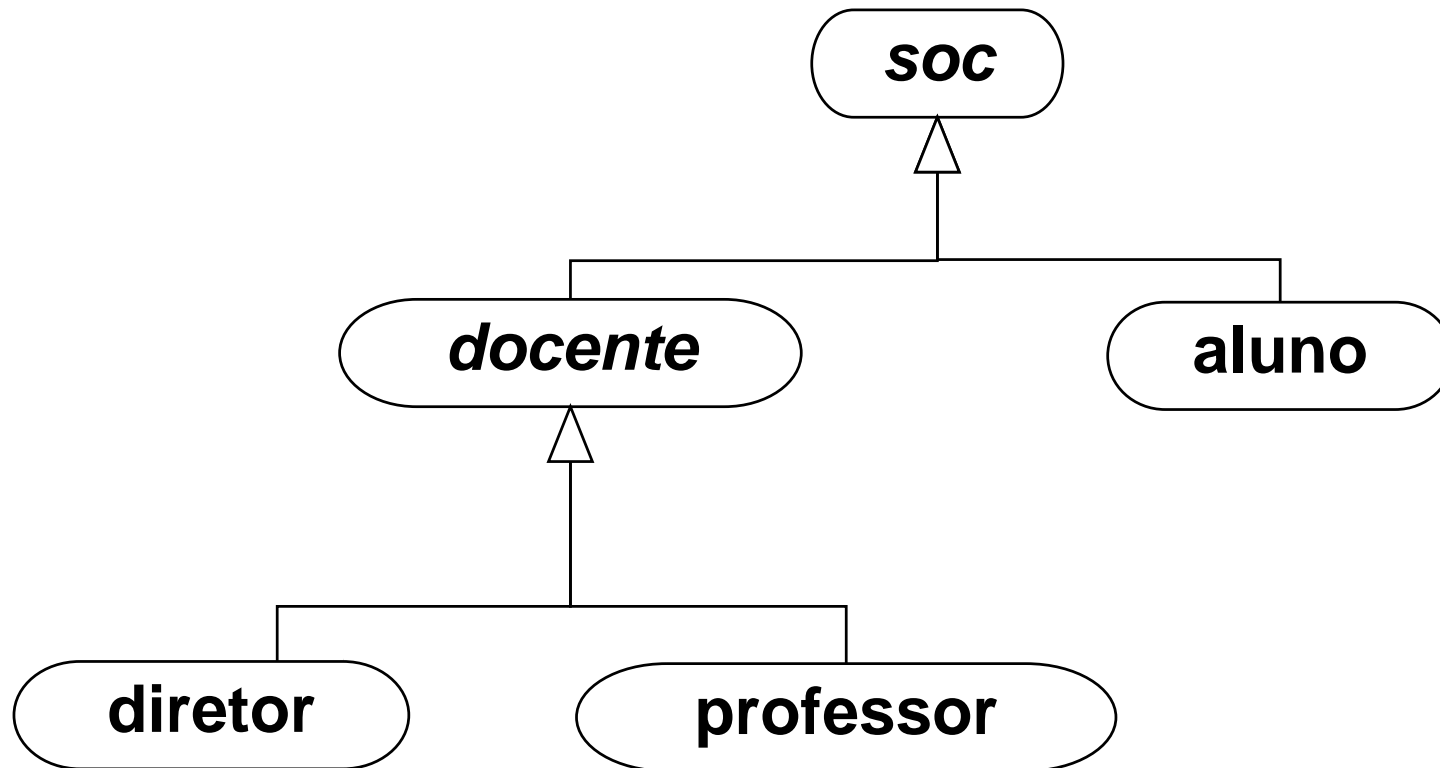 soc
docente
aluno
diretor
professor